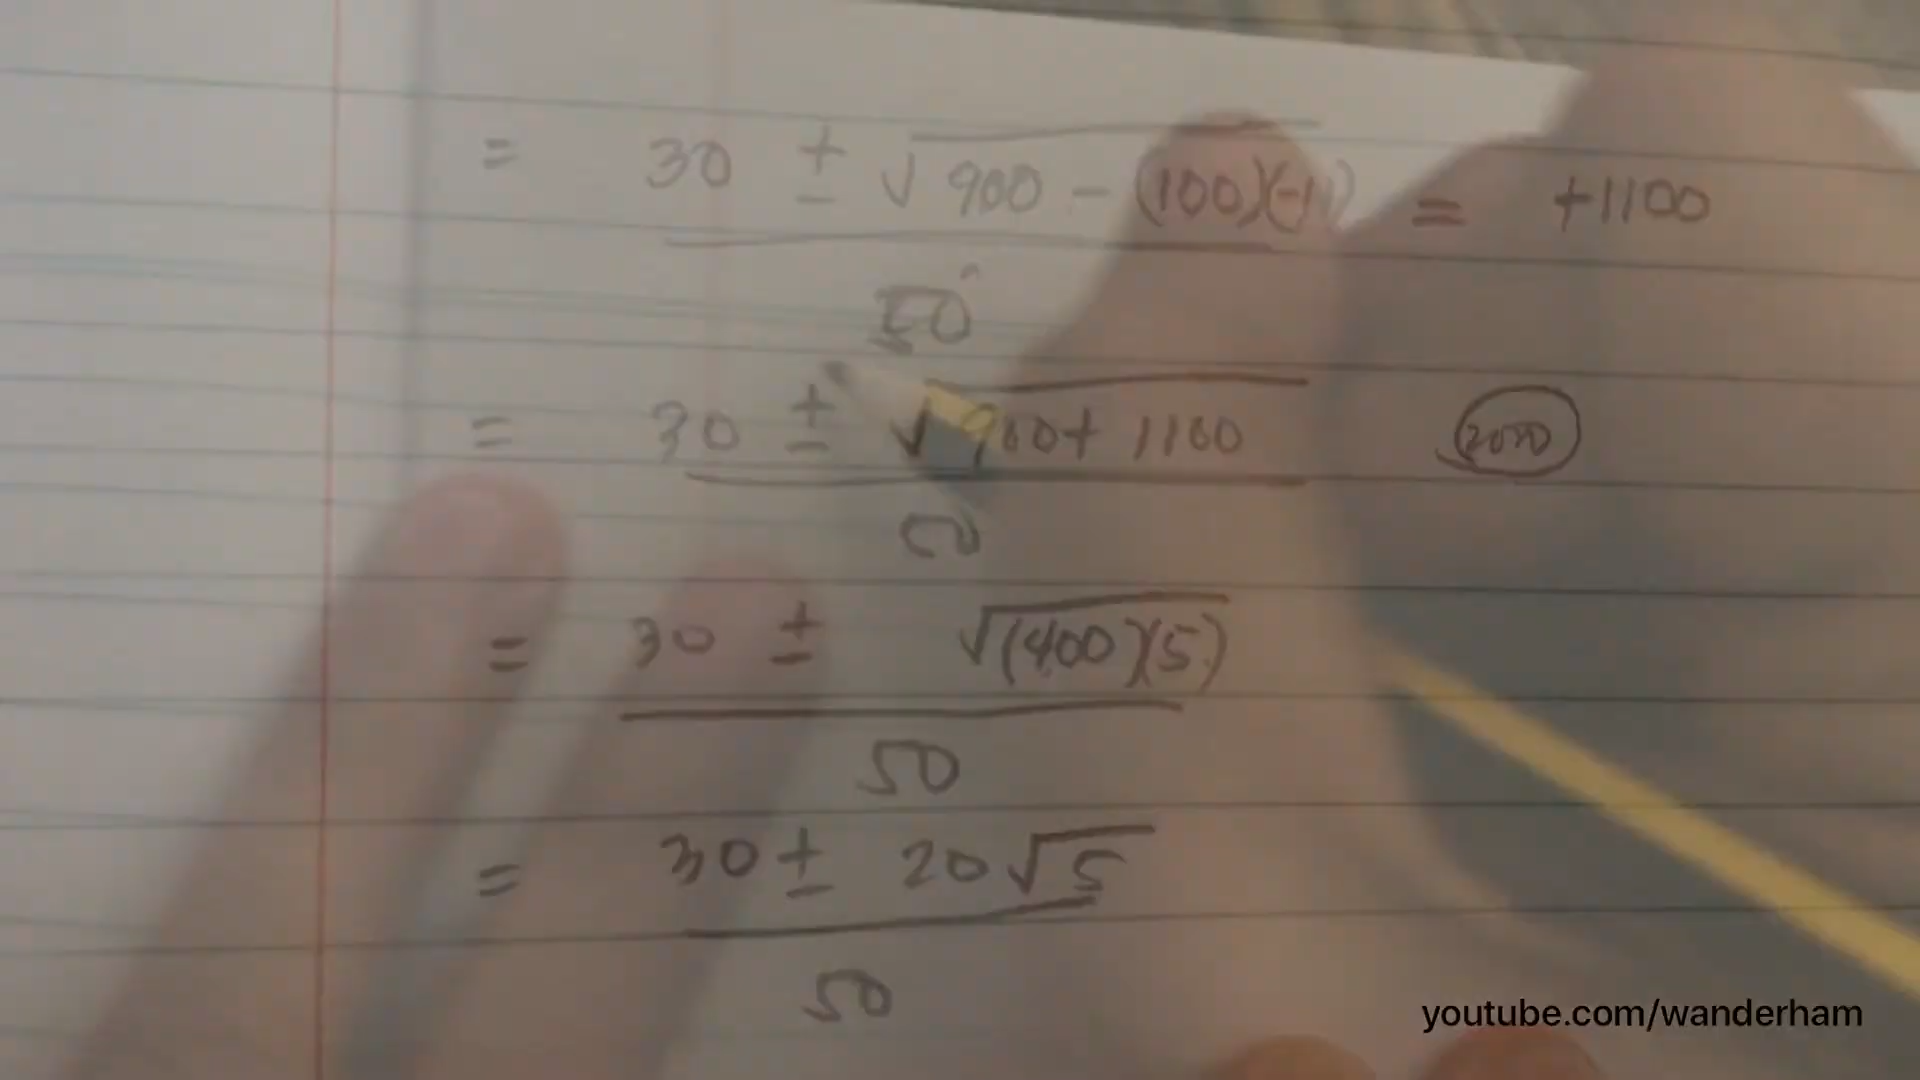 = 30 ± √900 - (100)(-11) = +1100
50
= 30 ± √900 + 1100 2000
50
= 30 ± √(400)(5)
50
= 30 ± 20√5
50
youtube.com/wanderham